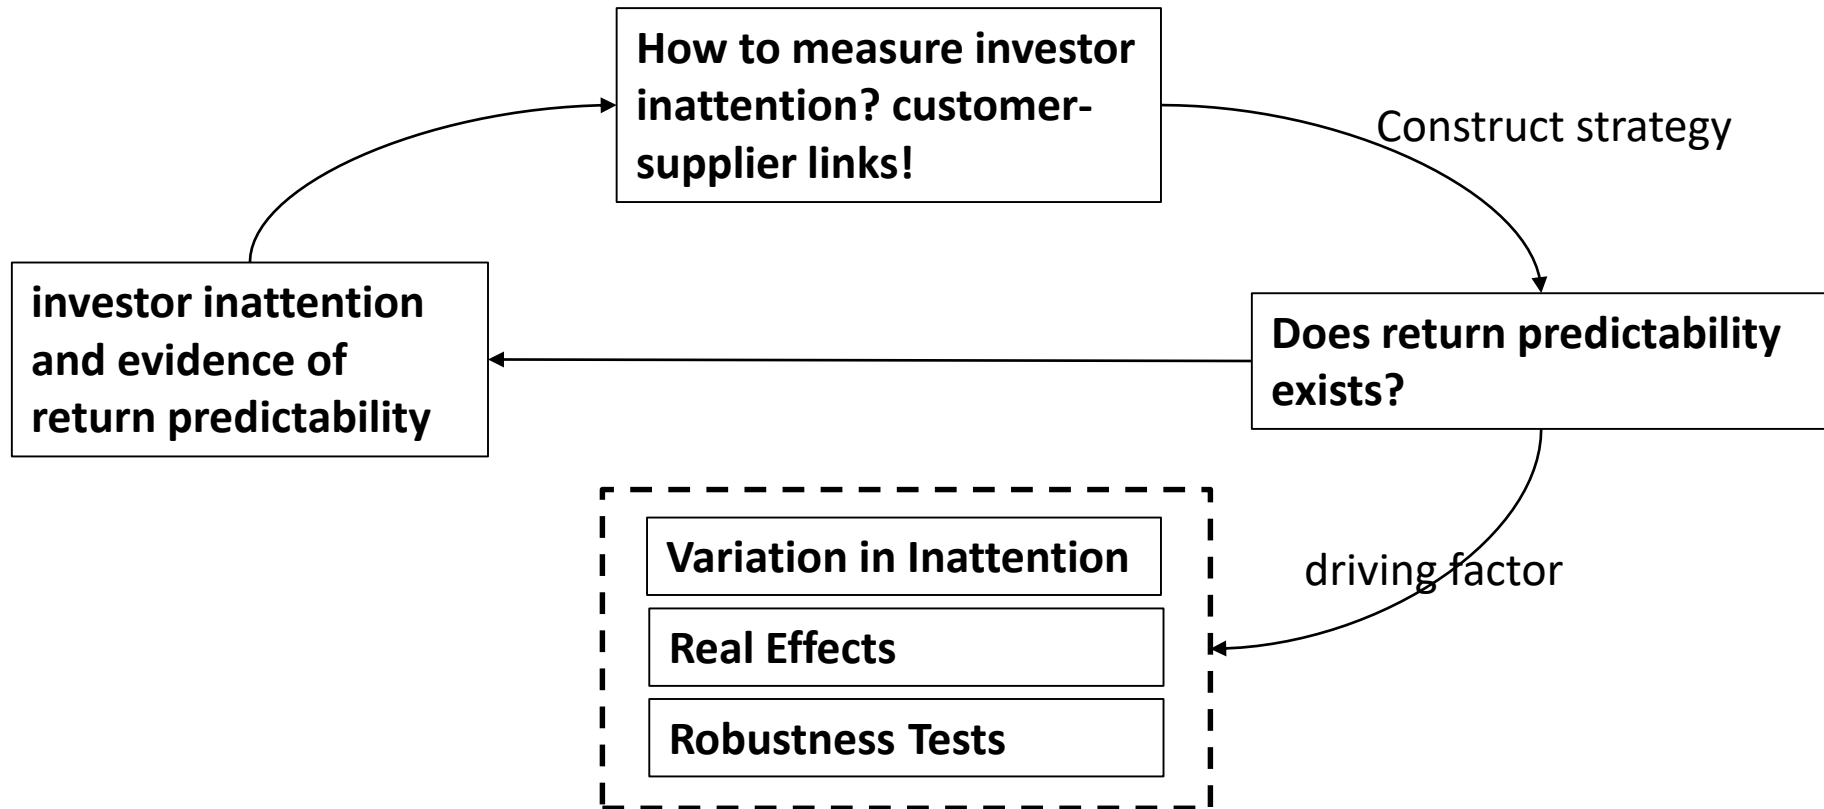 How to measure investor
inattention? customer-
supplier links!
Construct strategy
investor inattention
and evidence of
return predictability
Does return predictability
exists?
driving factor
Variation in Inattention
Real Effects
Robustness Tests